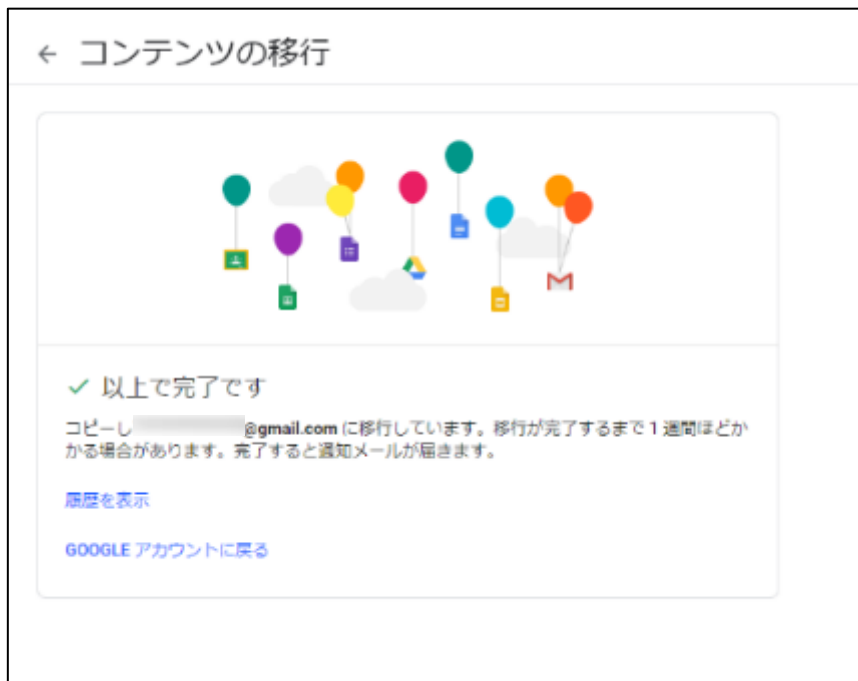 ← コンテンツの移行
✓ 以上で完了です
コピーし @gmail.com に移行しています。移行が完了するまで 1 週間ほどか
かる場合があります。完了すると通知メールが届きます。
履歴を表示
GOOGLE アカウントに戻る